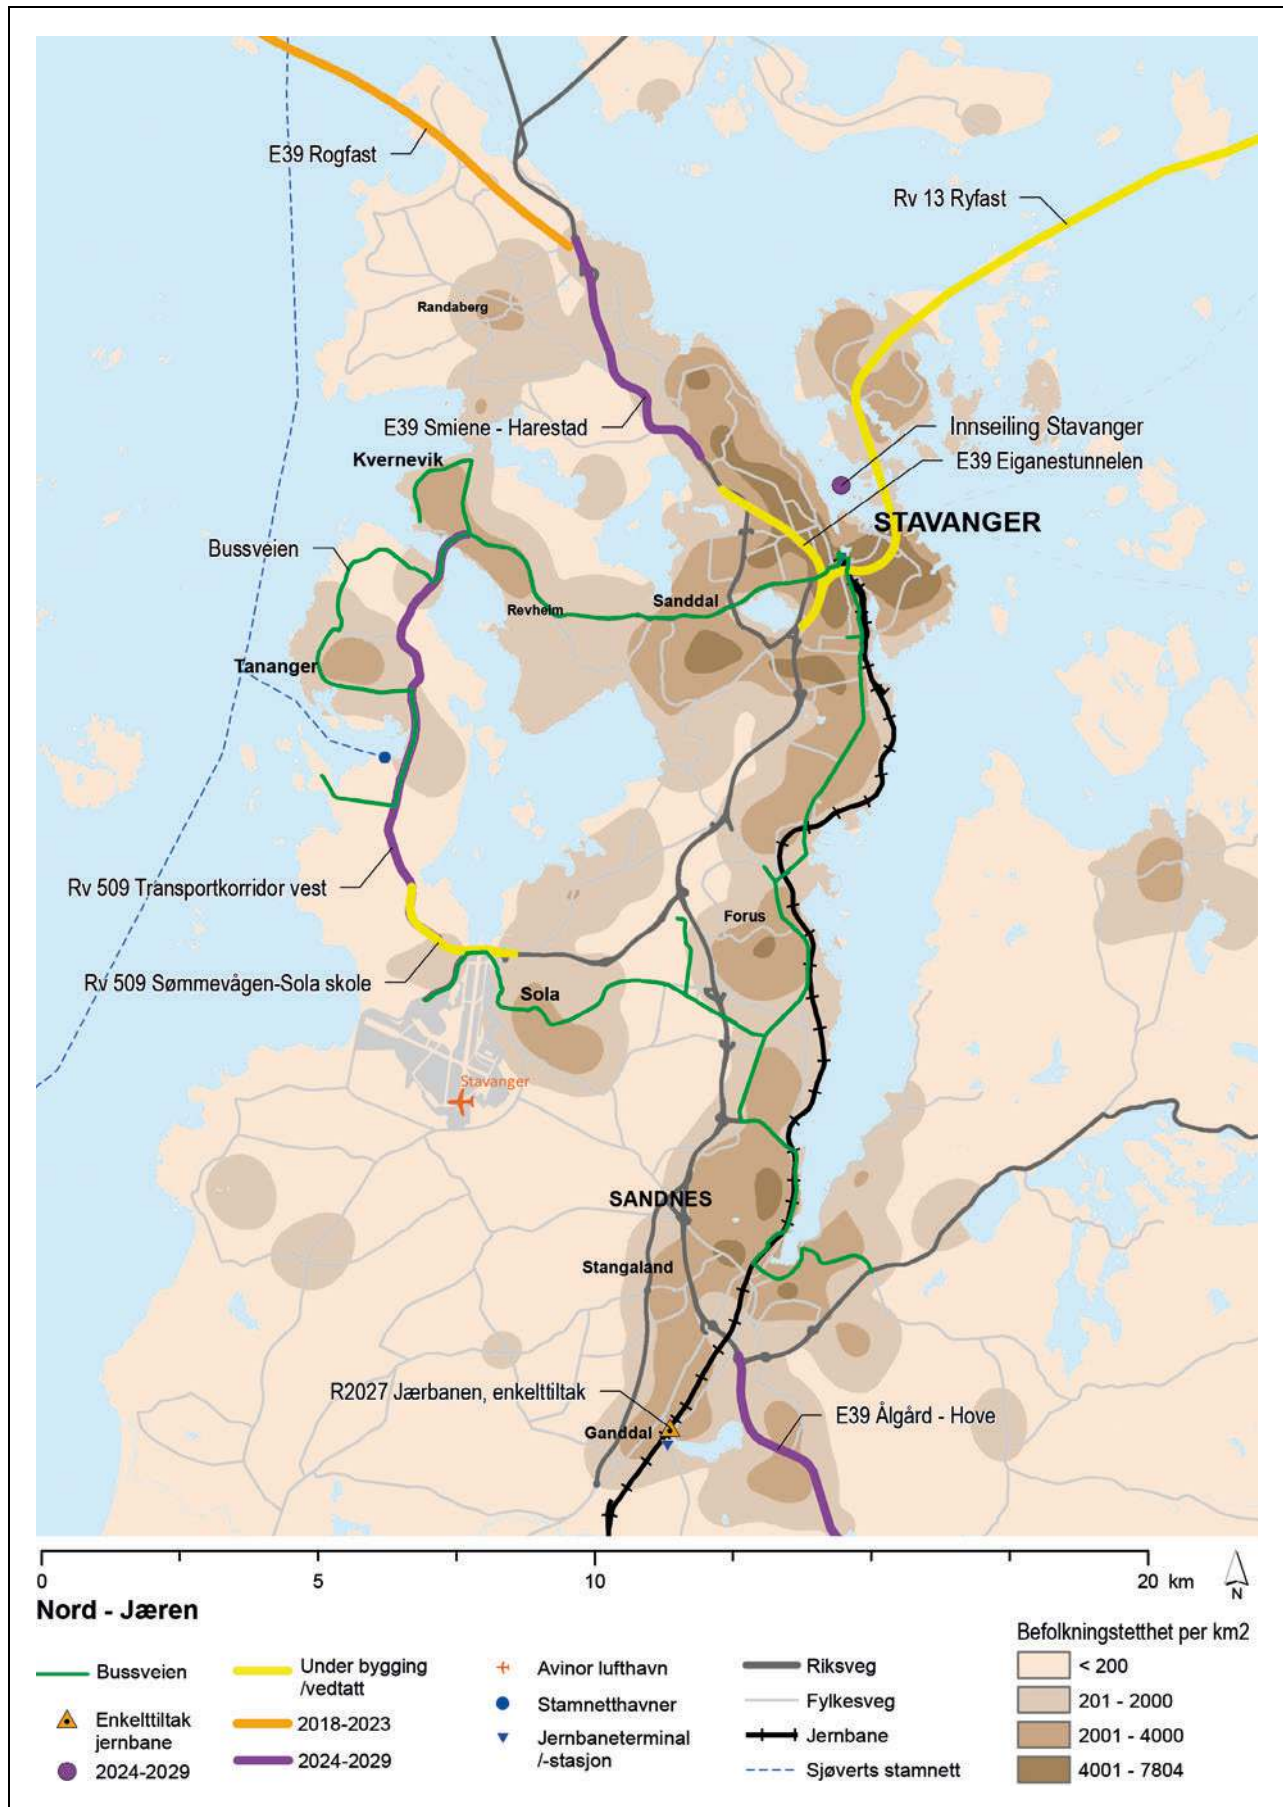 E39 Rogfast
Rv 13 Ryfast
Randaberg
E39 Smiene - Harestad
Innseiling Stavanger
Kvernevik
E39 Eiganestunnelen
STAVANGER
Bussveien
Revheim
Sanddal
Tananger
Rv 509 Transportkorridor vest
Forus
Rv 509 Sømmevågen-Sola skole
Sola
Stavanger
SANDNES
Stangaland
R2027 Jærbanen, enkelttiltak
E39 Ålgård - Hove
Ganddal
0 5 10 20 km
N
Nord - Jæren
Bussveien
Enkelttiltak
jernbane
2024-2029
Under bygging
/vedtatt
2018-2023
2024-2029
Avinor lufthavn
Stamnetthavner
Jernbaneterminal
/-stasjon
Riksveg
Fylkesveg
Jernbane
Sjøverts stamnett
Befolkningstetthet per km2
< 200
201 - 2000
2001 - 4000
4001 - 7804